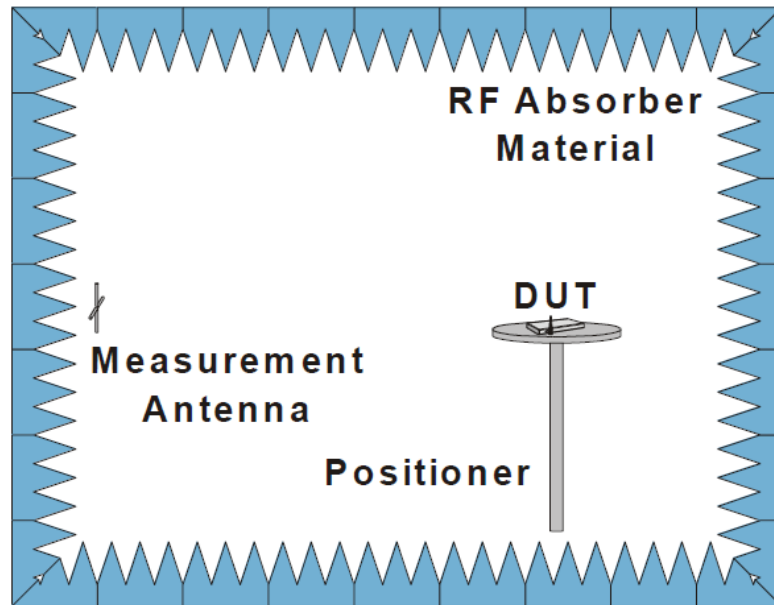 RF Absorber
Material
DUT
Measurement
Antenna
Positioner